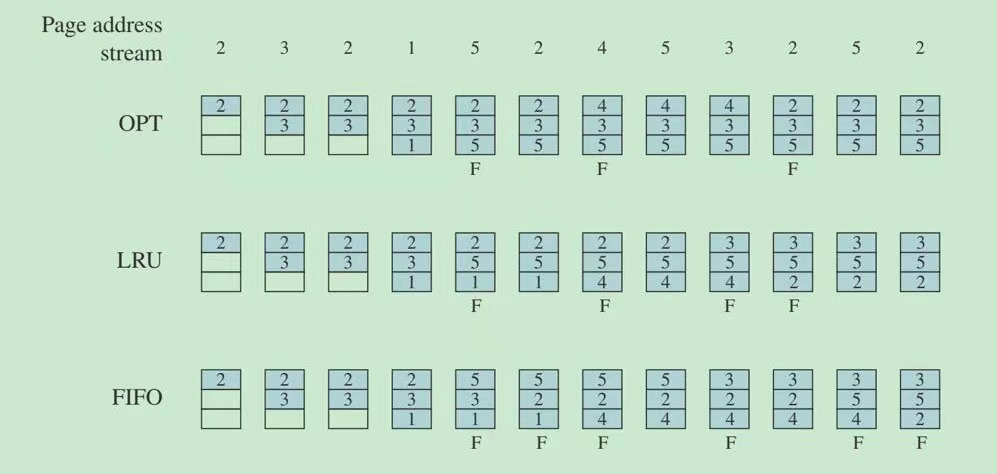 Page address
stream 2 3 2 1 5 2 4 5 3 2 5 2
2 2 2 2 2 2 4 4 4 2 2 2
OPT 3 3 3 3 3 3 3 3 3 3 3
1 5 5 5 5 5 5 5 5
F F F
2 2 2 2 2 2 2 2 3 3 3 3
LRU 3 3 3 5 5 5 5 5 5 5 5
1 1 1 4 4 4 2 2 2
F F F F
2 2 2 2 5 5 5 5 3 3 3 3
FIFO 3 3 3 3 2 2 2 2 2 5 5
1 1 1 4 4 4 4 4 2
F F F F F F